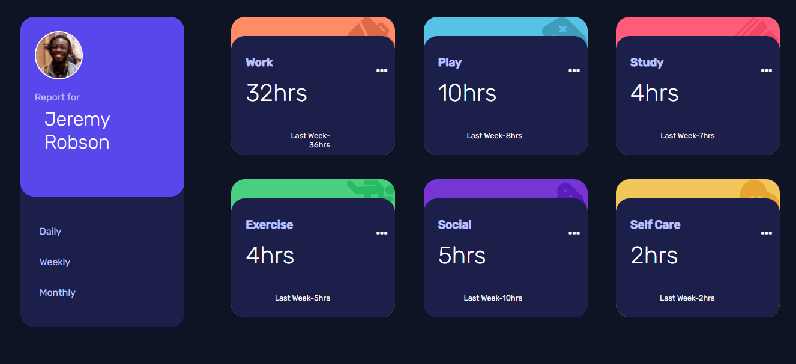 Report for
Jeremy
Robson
Daily
Weekly
Monthly
Work
32hrs
Last Week-
36hrs
Play
10hrs
Last Week-8hrs
Study
4hrs
Last Week-7hrs
Exercise
4hrs
Last Week-5hrs
Social
5hrs
Last Week-10hrs
Self Care
2hrs
Last Week-2hrs